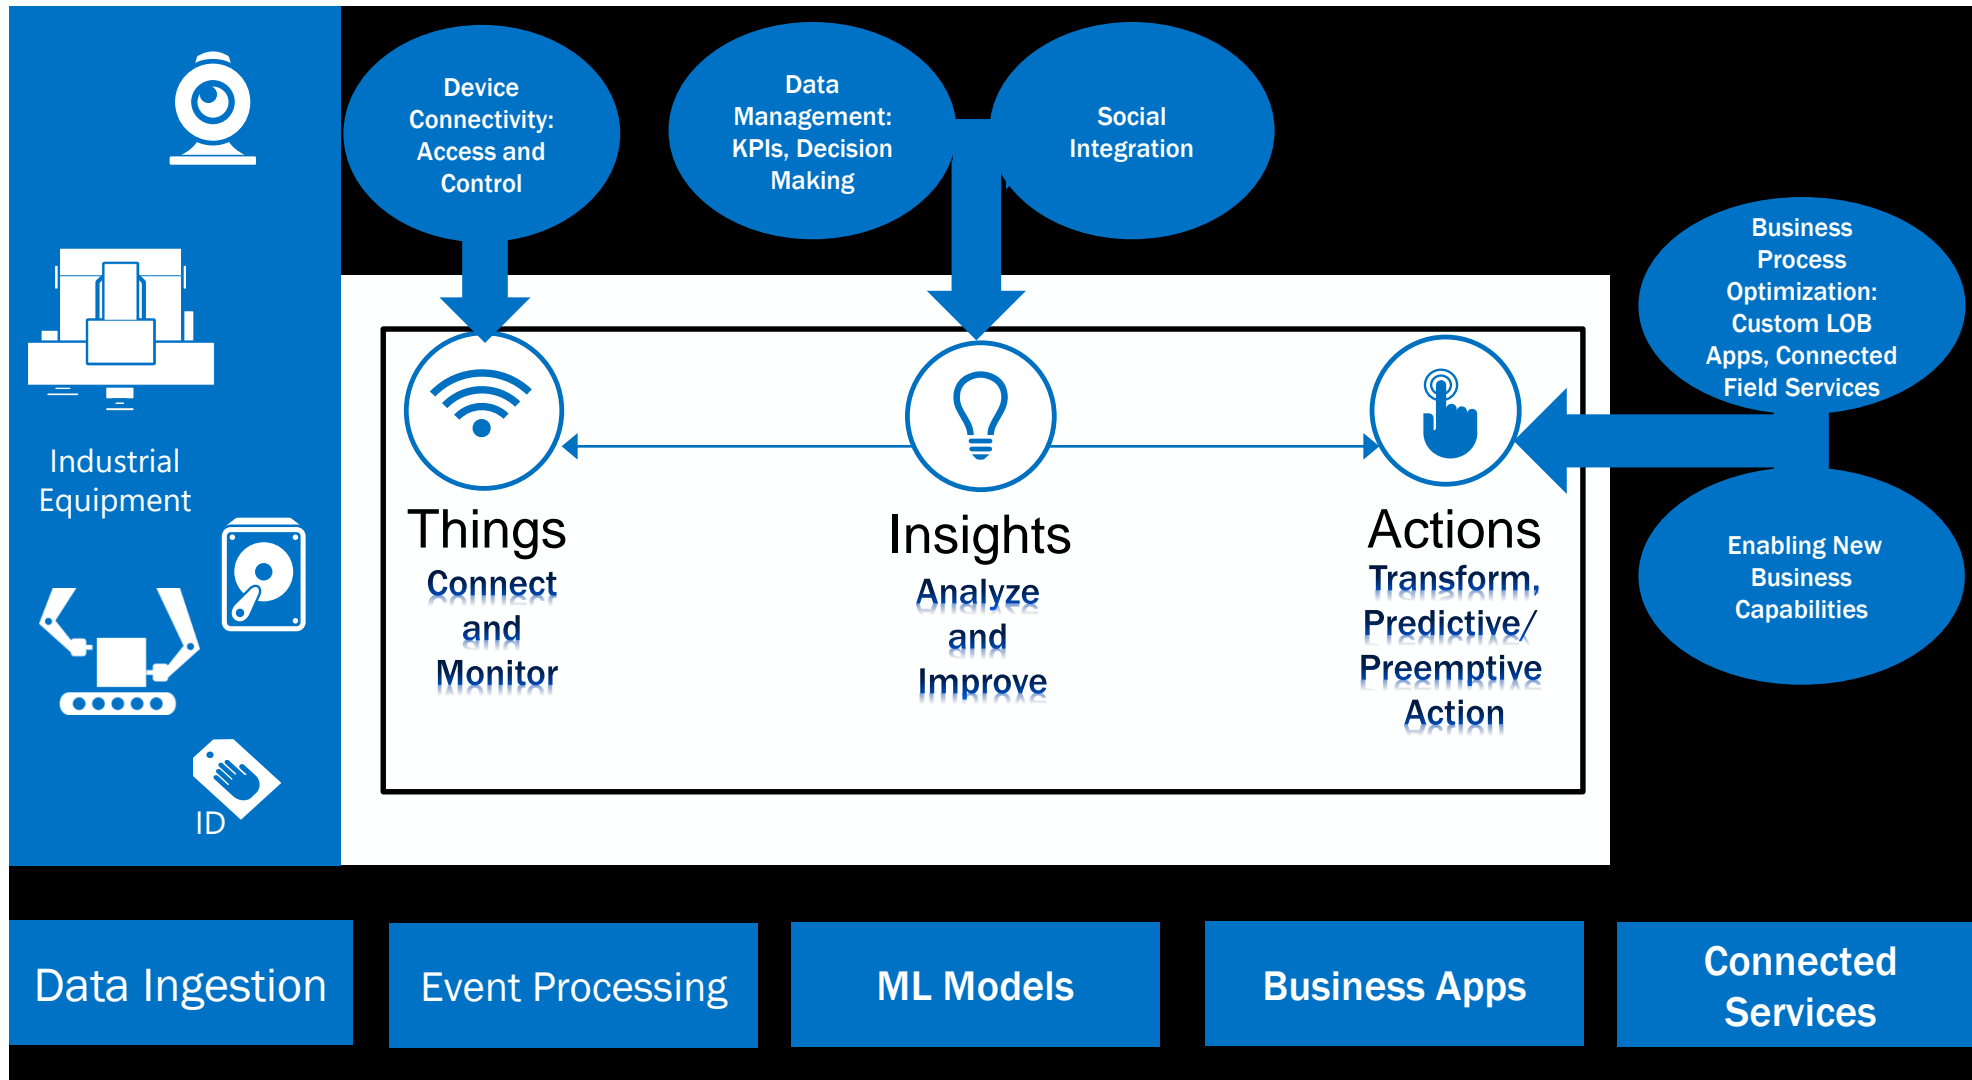 Device
Connectivity:
Access and
Control
Data
Management:
KPIs, Decision
Making
Social
Integration
Business
Process
Optimization:
Custom LOB
Apps, Connected
Field Services
Enabling New
Business
Capabilities
Industrial
Equipment
ID
Things
Connect
and
Monitor
Insights
Analyze
and
Improve
Actions
Transform,
Predictive/
Preemptive
Action
Data Ingestion
Event Processing
ML Models
Business Apps
Connected
Services